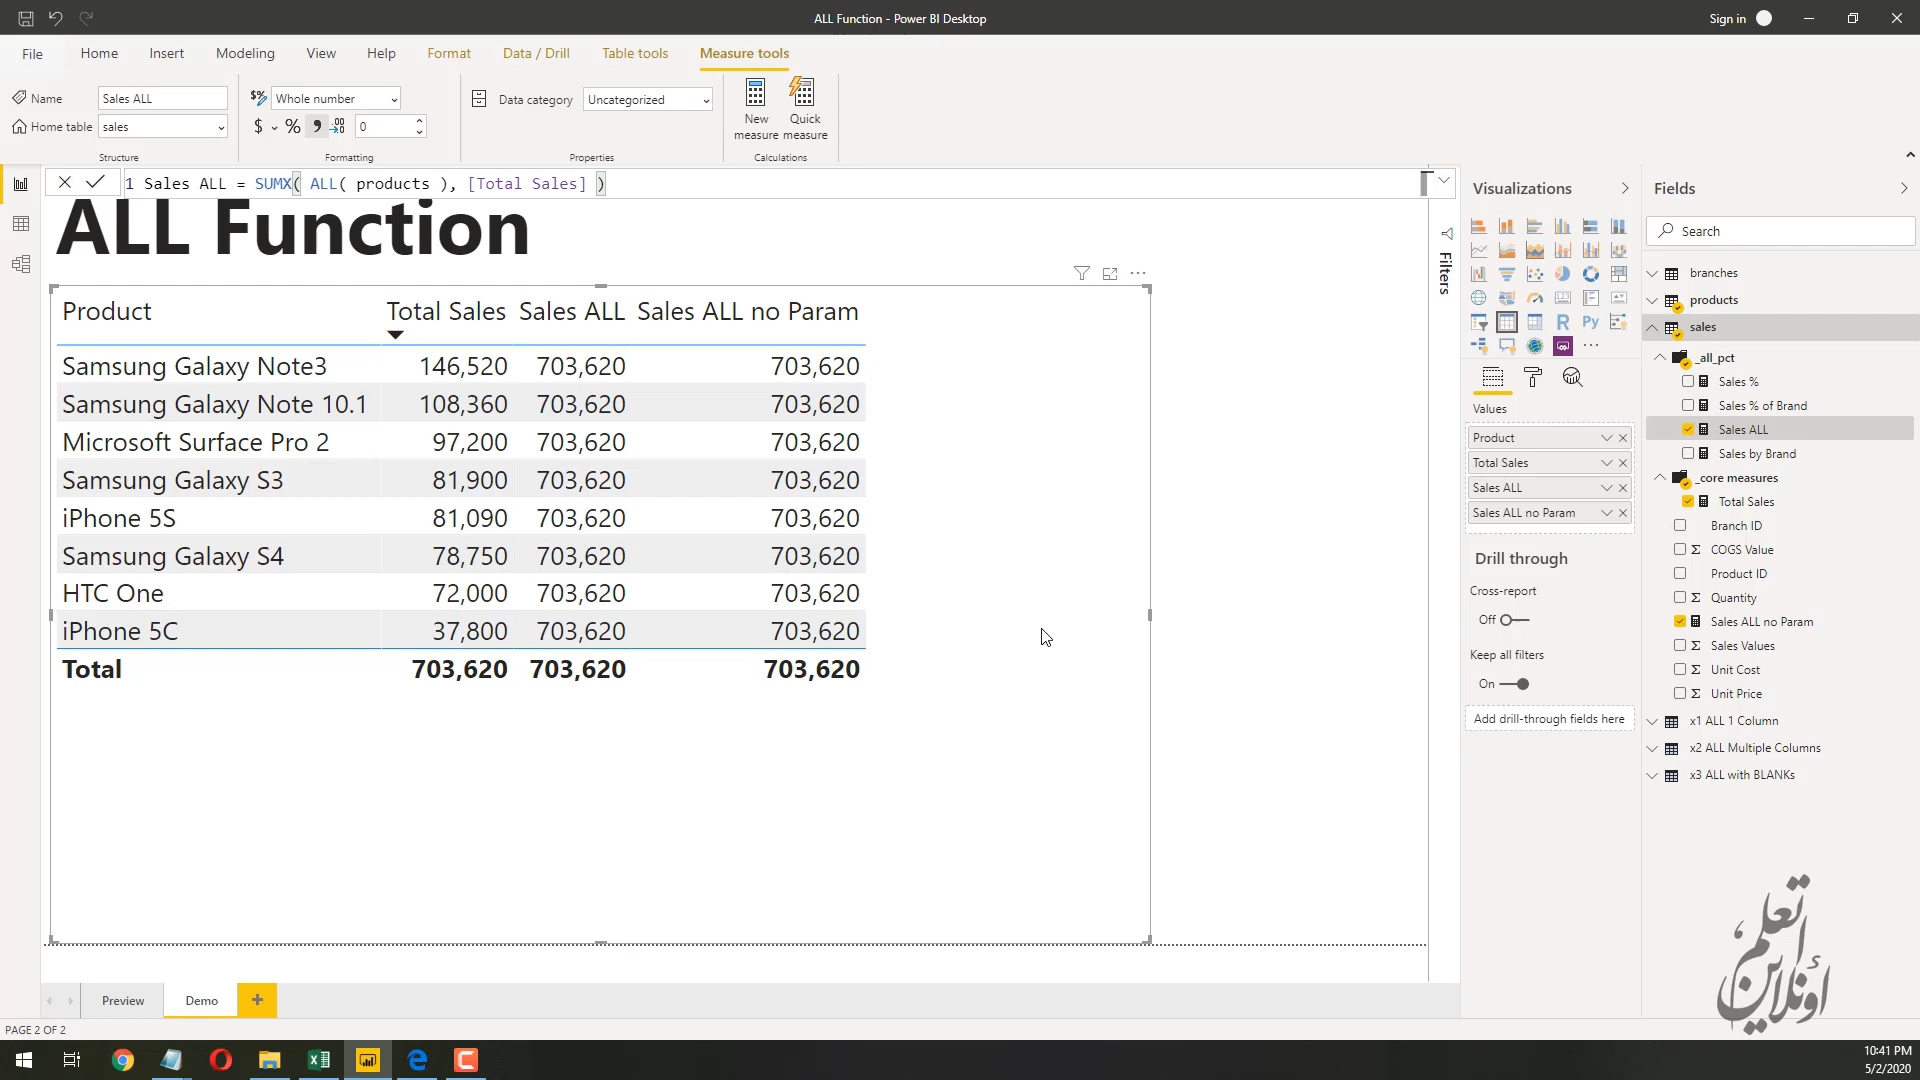 ALL Function - Power BI Desktop
Sign in
File Home Insert Modeling View Help Format Data / Drill Table tools Measure tools
Name Sales ALL
Home table sales
Structure
Whole number
$ % 9 0
Formatting
Data category Uncategorized
Properties
New measure
Quick measure
Calculations
1 Sales ALL = SUMX( ALL( products ), [Total Sales] )
ALL Function
Product Total Sales Sales ALL Sales ALL no Param
Samsung Galaxy Note3 146,520 703,620 703,620
Samsung Galaxy Note 10.1 108,360 703,620 703,620
Microsoft Surface Pro 2 97,200 703,620 703,620
Samsung Galaxy S3 81,900 703,620 703,620
iPhone 5S 81,090 703,620 703,620
Samsung Galaxy S4 78,750 703,620 703,620
HTC One 72,000 703,620 703,620
iPhone 5C 37,800 703,620 703,620
Total 703,620 703,620 703,620
Filters
Visualizations
R Py
Values
Product
Total Sales
Sales ALL
Sales ALL no Param
Drill through
Cross-report
Off
Keep all filters
On
Add drill-through fields here
Fields
Search
branches
products
sales
_all_pct
Sales %
Sales % of Brand
Sales ALL
Sales by Brand
_core measures
Total Sales
Branch ID
COGS Value
Product ID
Quantity
Sales ALL no Param
Sales Values
Unit Cost
Unit Price
x1 ALL 1 Column
x2 ALL Multiple Columns
x3 ALL with BLANKs
اتعلم
أونلاين
Preview Demo +
PAGE 2 OF 2
10:41 PM
5/2/2020